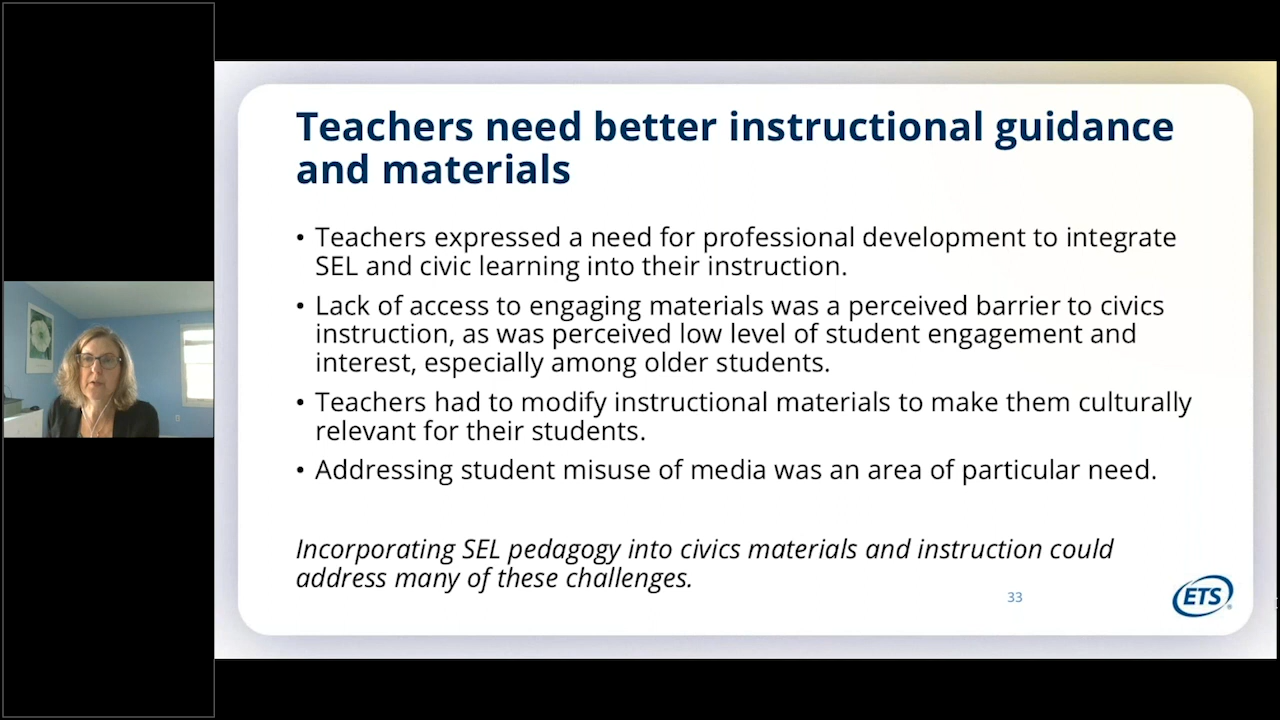 Teachers need better instructional guidance
and materials
• Teachers expressed a need for professional development to integrate
SEL and civic learning into their instruction.
• Lack of access to engaging materials was a perceived barrier to civics
instruction, as was perceived low level of student engagement and
interest, especially among older students.
• Teachers had to modify instructional materials to make them culturally
relevant for their students.
• Addressing student misuse of media was an area of particular need.
Incorporating SEL pedagogy into civics materials and instruction could
address many of these challenges.
33
ETS®